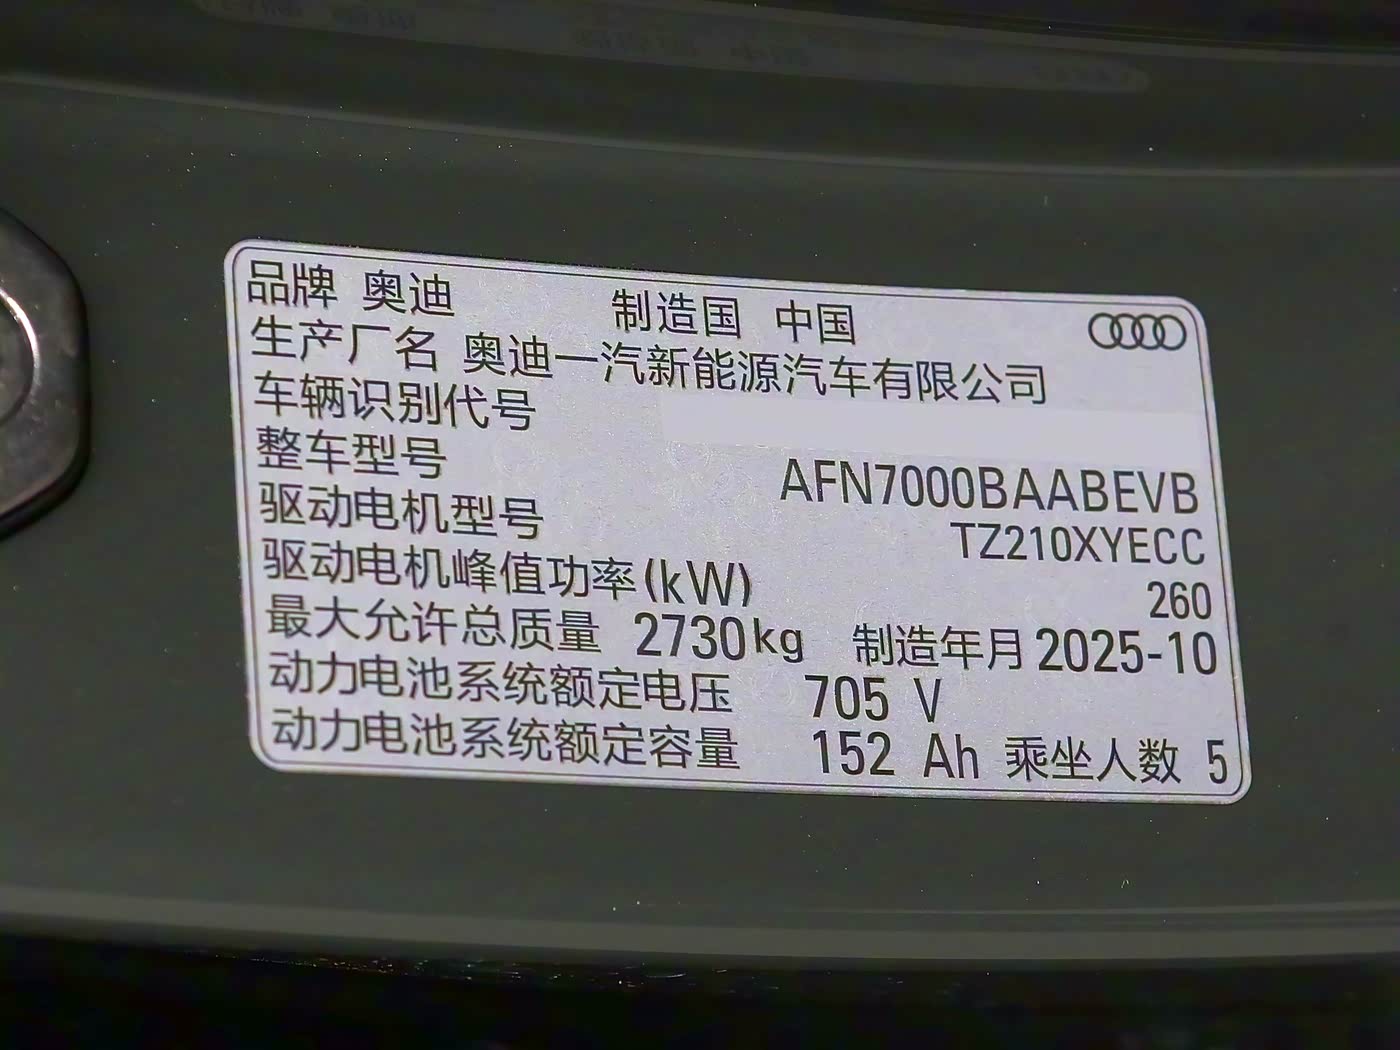 品牌 奥迪 制造国 中国
生产厂名 奥迪一汽新能源汽车有限公司
车辆识别代号
整车型号 AFN7000BAABEVB
驱动电机型号 TZ210XYECC
驱动电机峰值功率(kW) 260
最大允许总质量 2730kg 制造年月 2025-10
动力电池系统额定电压 705 V
动力电池系统额定容量 152 Ah 乘坐人数 5